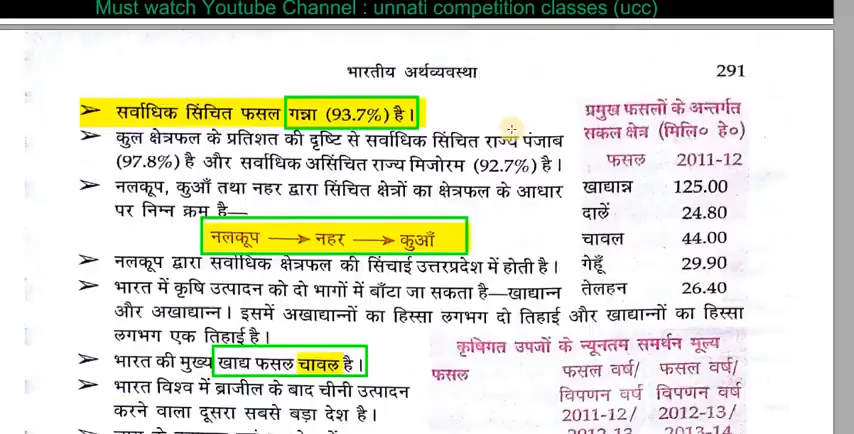 Must watch Youtube Channel : unnati competition classes (ucc)
भारतीय अर्थव्यवस्था 291
➢ सर्वाधिक सिंचित फसल गन्ना (93.7%) है।
➢ कुल क्षेत्रफल के प्रतिशत की दृष्टि से सर्वाधिक सिंचित राज्य पंजाब
(97.8%) है और सर्वाधिक असिंचित राज्य मिजोरम (92.7%) है।
➢ नलकूप, कुओं तथा नहर द्वारा सिंचित क्षेत्रों का क्षेत्रफल के आधार
पर निम्न क्रम है—
नलकूप → नहर → कुआँ
➢ नलकूप द्वारा सर्वाधिक क्षेत्रफल की सिंचाई उत्तरप्रदेश में होती है।
➢ भारत में कृषि उत्पादन को दो भागों में बाँटा जा सकता है—खाद्यान्न
और अखाद्यान्न। इसमें अखाद्यान्नों का हिस्सा लगभग दो तिहाई और खाद्यान्नों का हिस्सा
लगभग एक तिहाई है।
➢ भारत की मुख्य खाद्य फसल चावल है।
➢ भारत विश्व में ब्राजील के बाद चीनी उत्पादन
करने वाला दूसरा सबसे बड़ा देश है।
प्रमुख फसलों के अन्तर्गत
सकल क्षेत्र (मिलि० हे०)
फसल 2011-12
खाद्यान्न 125.00
दालें 24.80
चावल 44.00
गेहूँ 29.90
तेलहन 26.40
कृषिगत उपजों के न्यूनतम समर्थन मूल्य
फसल फसल वर्ष/ फसल वर्ष/
विपणन वर्ष विपणन वर्ष
2011-12/ 2012-13/
2012-13 2013-14